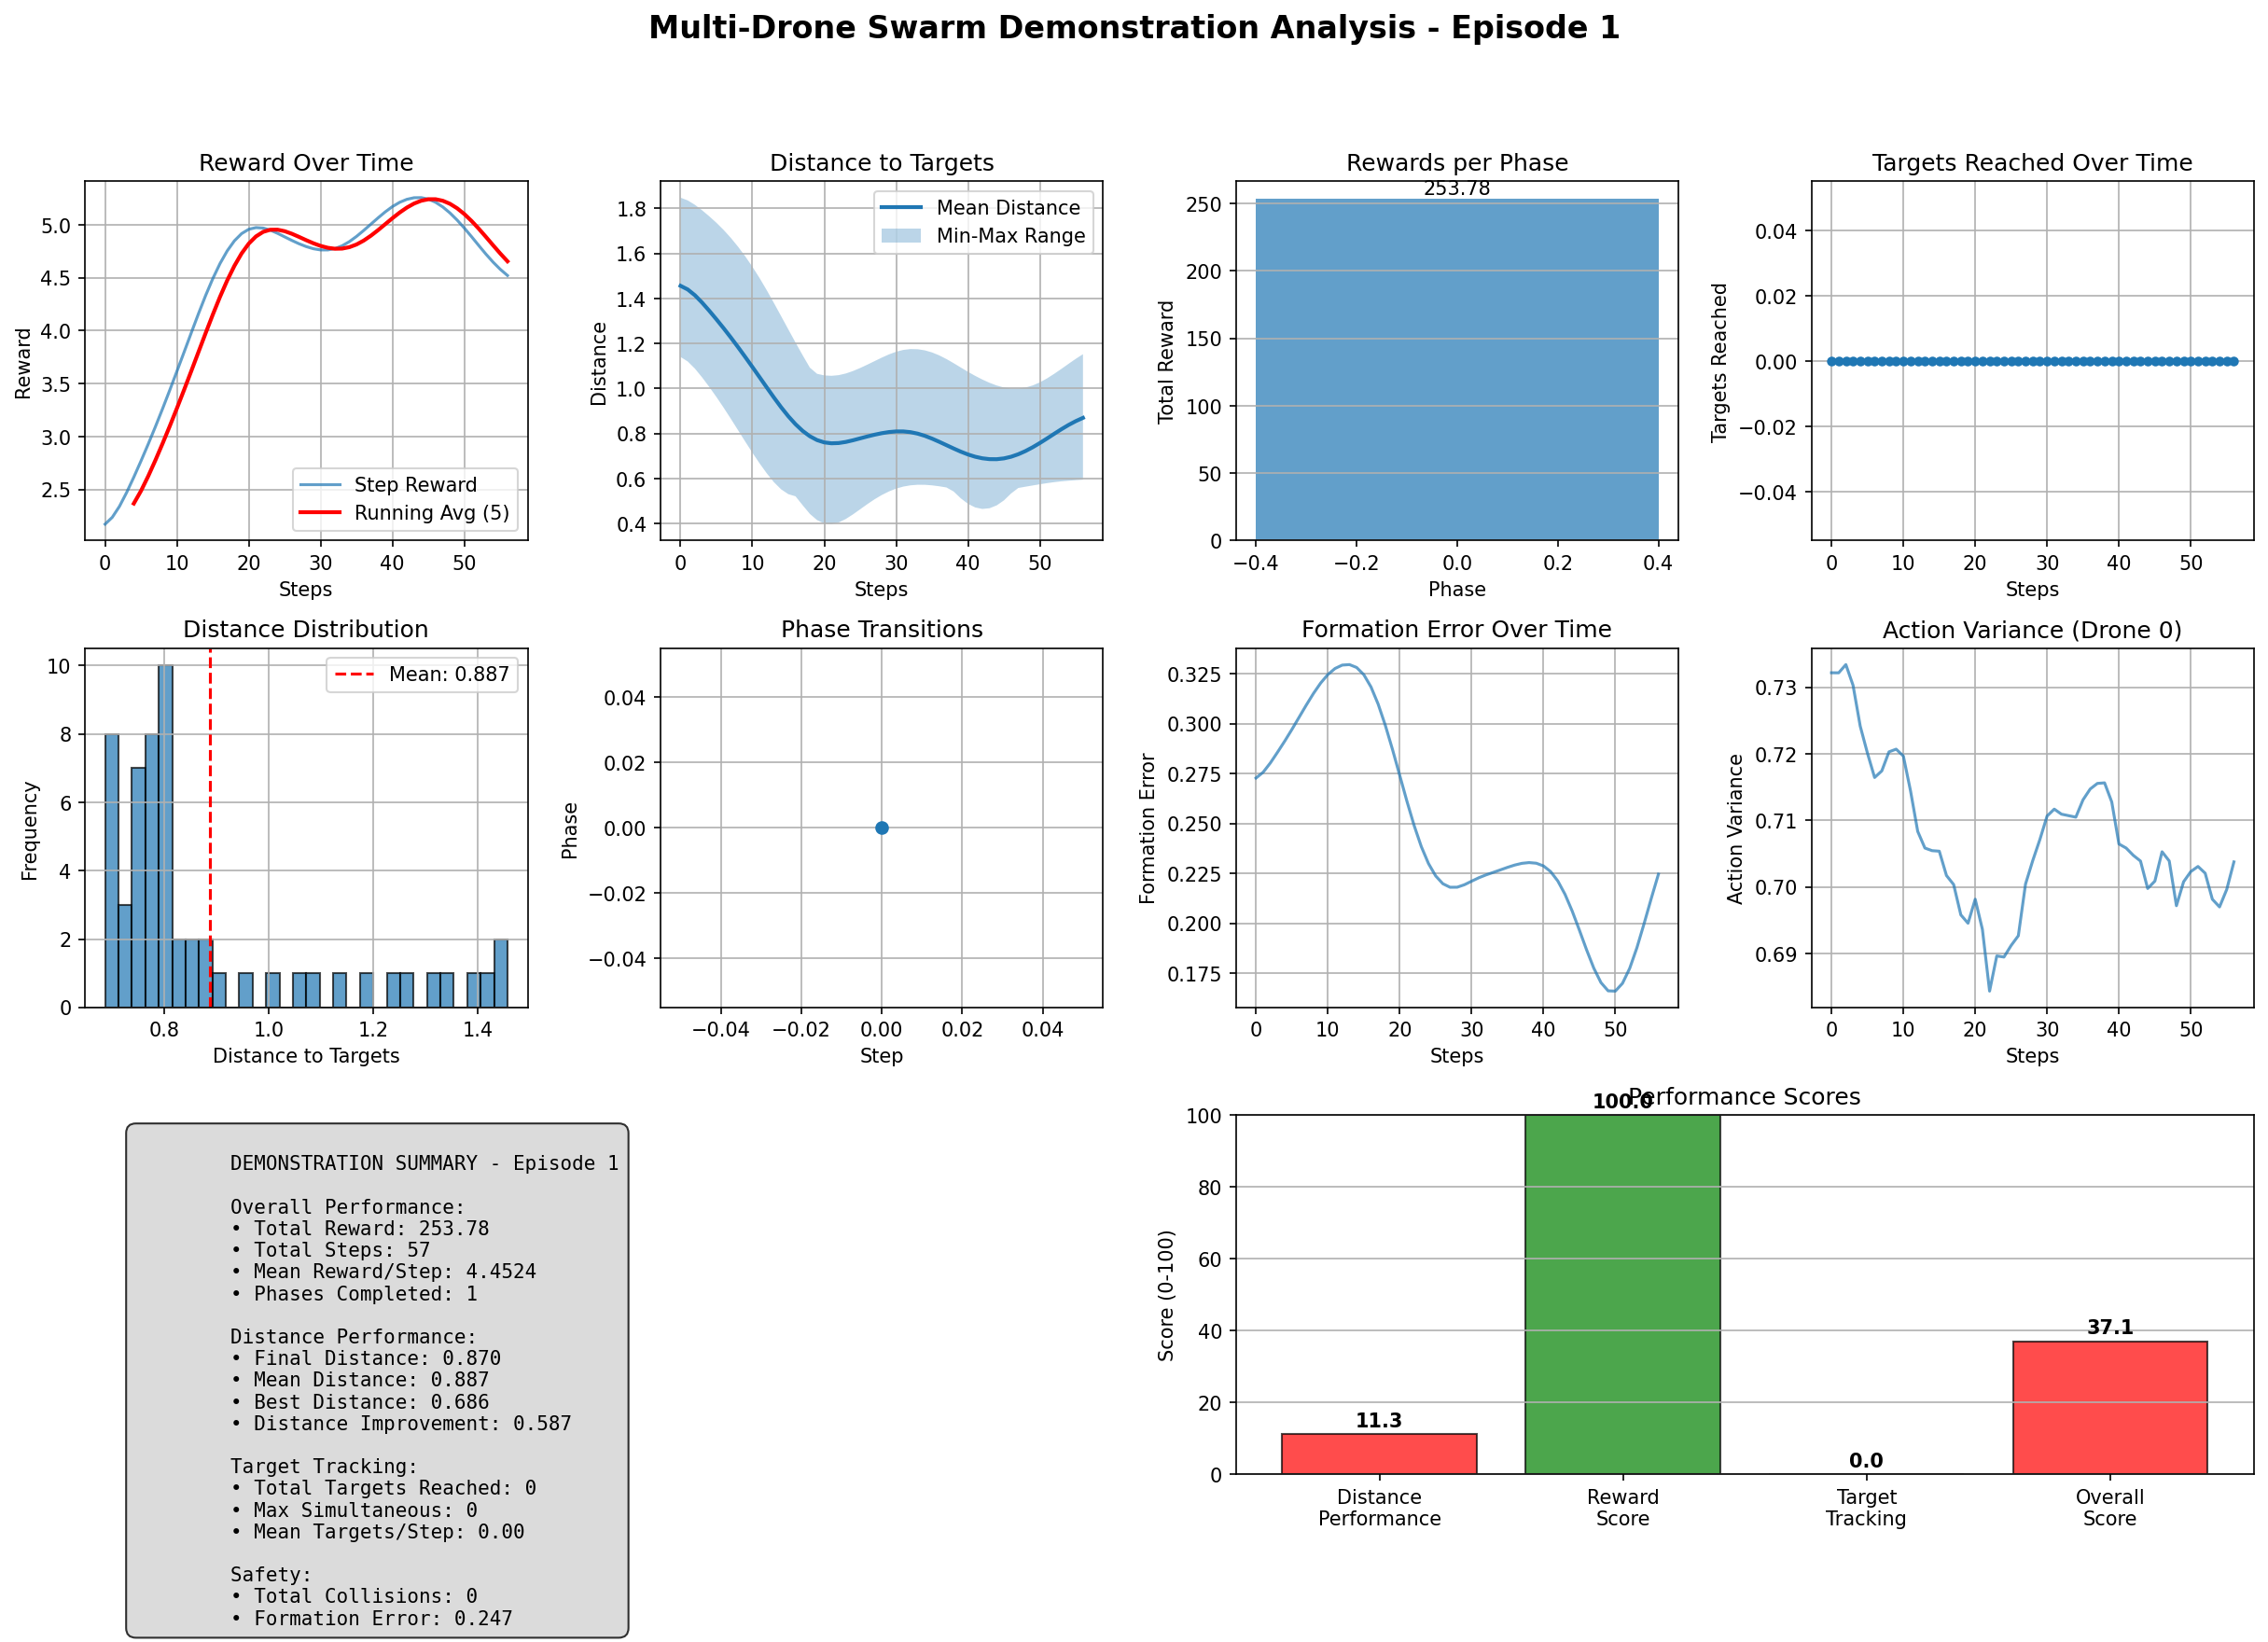 Multi-Drone Swarm Demonstration Analysis - Episode 1
Reward Over Time
Reward
5.0
4.5
4.0
3.5
3.0
2.5
Step Reward
Running Avg (5)
0 10 20 30 40 50
Steps
Distance to Targets
Distance
1.8
1.6
1.4
1.2
1.0
0.8
0.6
0.4
Mean Distance
Min-Max Range
0 10 20 30 40 50
Steps
Rewards per Phase
253.78
Total Reward
250
200
150
100
50
0
−0.4 −0.2 0.0 0.2 0.4
Phase
Targets Reached Over Time
Targets Reached
0.04
0.02
0.00
−0.02
−0.04
0 10 20 30 40 50
Steps
Distance Distribution
Frequency
10
8
6
4
2
0
Mean: 0.887
0.8 1.0 1.2 1.4
Distance to Targets
Phase Transitions
Phase
0.04
0.02
0.00
−0.02
−0.04
−0.04 −0.02 0.00 0.02 0.04
Step
Formation Error Over Time
Formation Error
0.325
0.300
0.275
0.250
0.225
0.200
0.175
0 10 20 30 40 50
Steps
Action Variance (Drone 0)
Action Variance
0.73
0.72
0.71
0.70
0.69
0 10 20 30 40 50
Steps
DEMONSTRATION SUMMARY - Episode 1
Overall Performance:
• Total Reward: 253.78
• Total Steps: 57
• Mean Reward/Step: 4.4524
• Phases Completed: 1
Distance Performance:
• Final Distance: 0.870
• Mean Distance: 0.887
• Best Distance: 0.686
• Distance Improvement: 0.587
Target Tracking:
• Total Targets Reached: 0
• Max Simultaneous: 0
• Mean Targets/Step: 0.00
Safety:
• Total Collisions: 0
• Formation Error: 0.247
Performance Scores
Score (0-100)
100
80
60
40
20
0
11.3
100.0
0.0
37.1
Distance
Performance
Reward
Score
Target
Tracking
Overall
Score